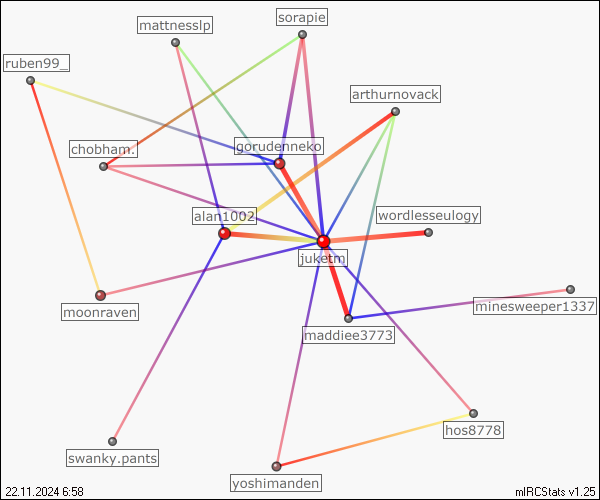 sorapie
mattnesslp
ruben99_
arthurnovack
gorudenneko
chobham.
alan1002
wordlesseulogy
juketm
moonraven
minesweeper1337
maddiee3773
hos8778
swanky.pants
yoshimanden
22.11.2024 6:58
mIRCStats v1.25